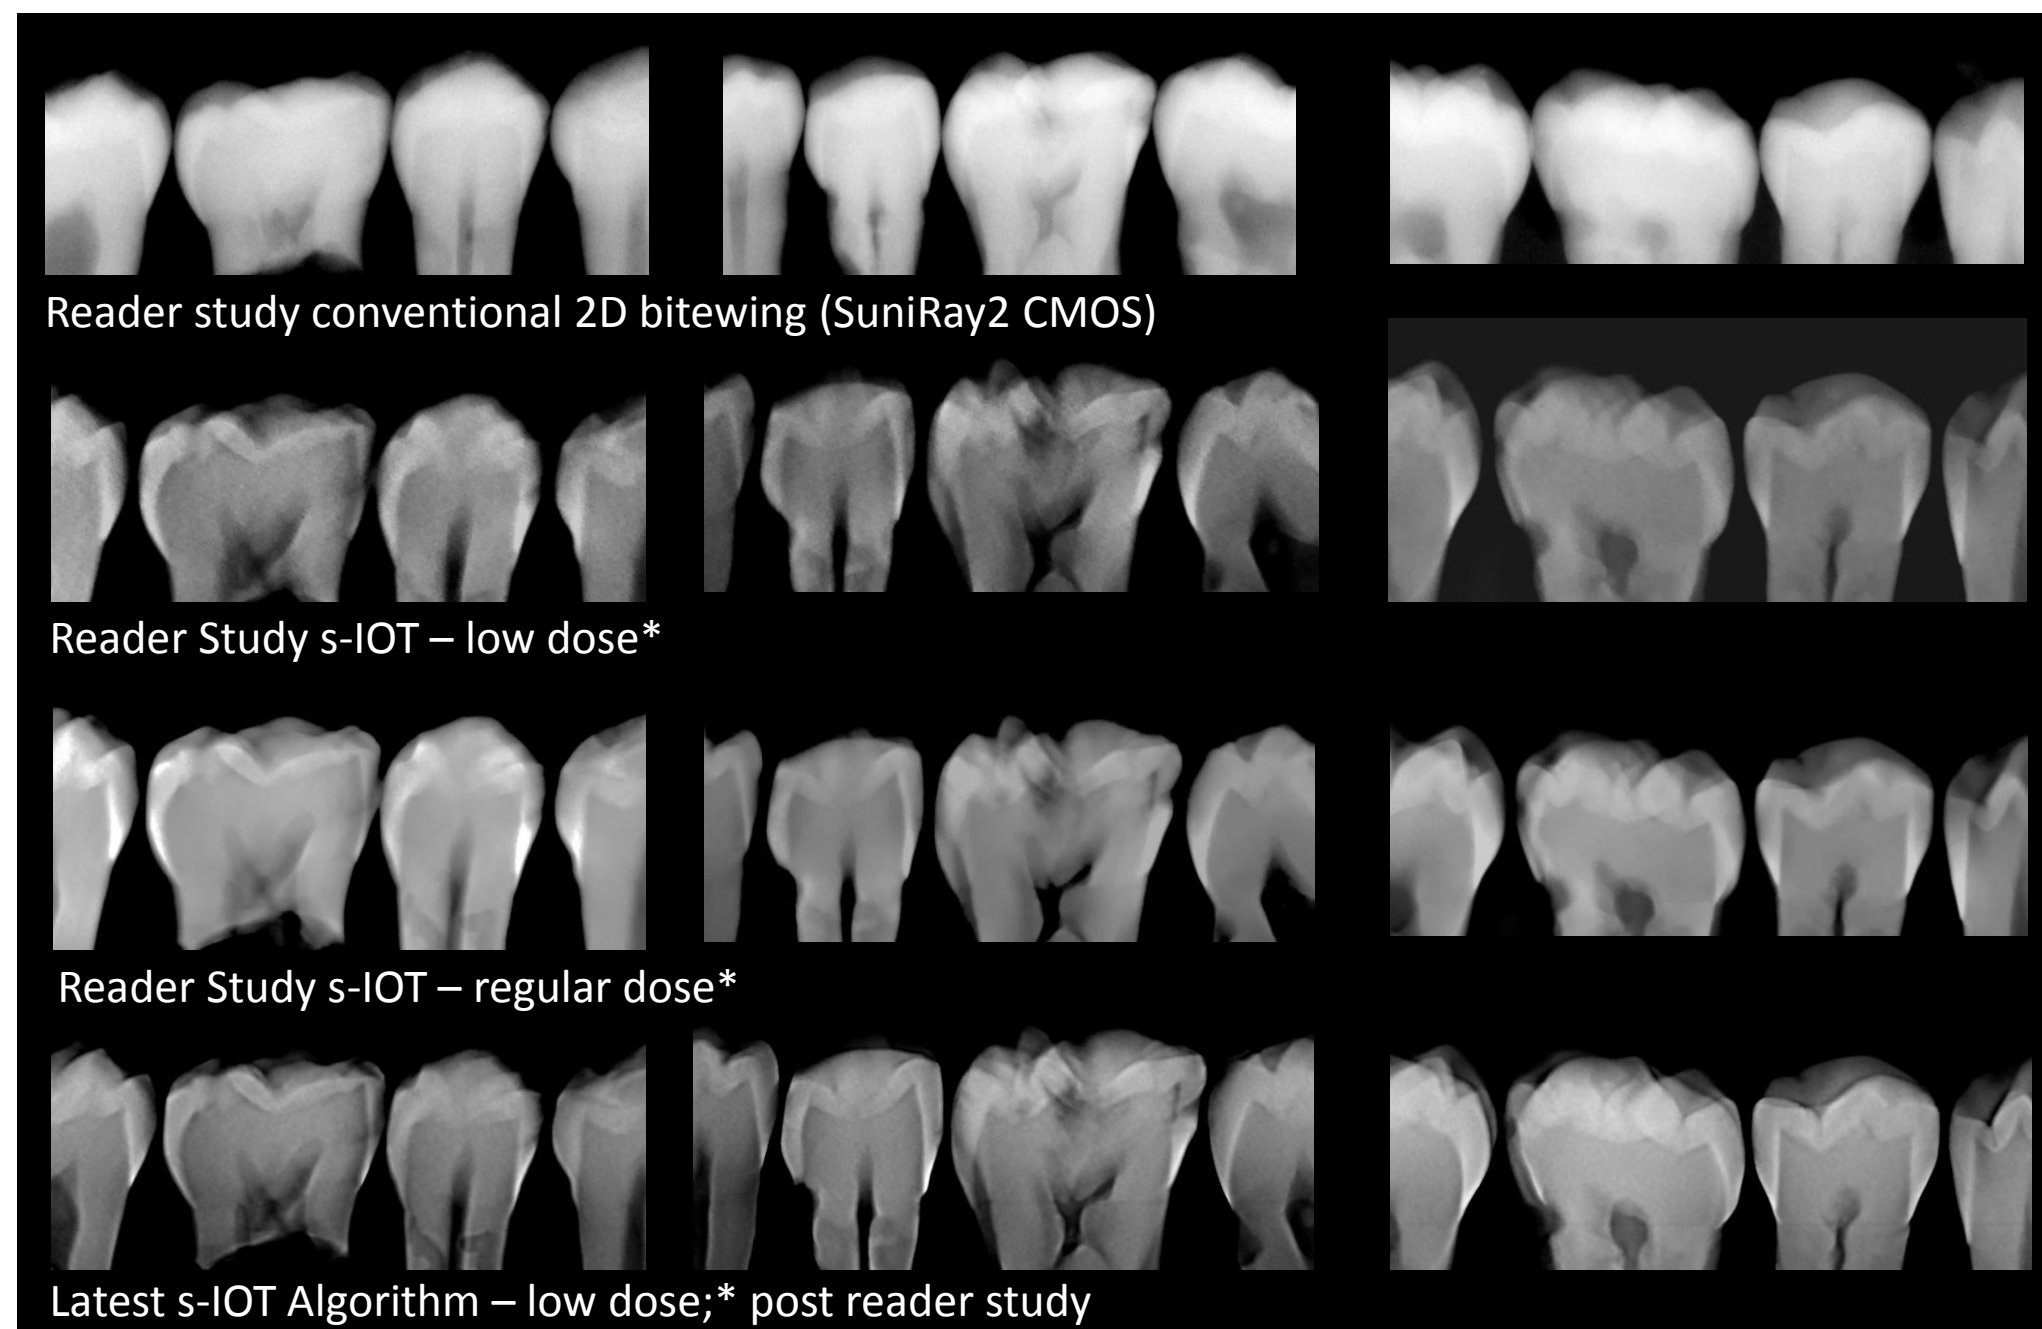 Reader study conventional 2D bitewing (SuniRay2 CMOS)
Reader Study s-IOT – low dose*
Reader Study s-IOT – regular dose*
Latest s-IOT Algorithm – low dose;* post reader study